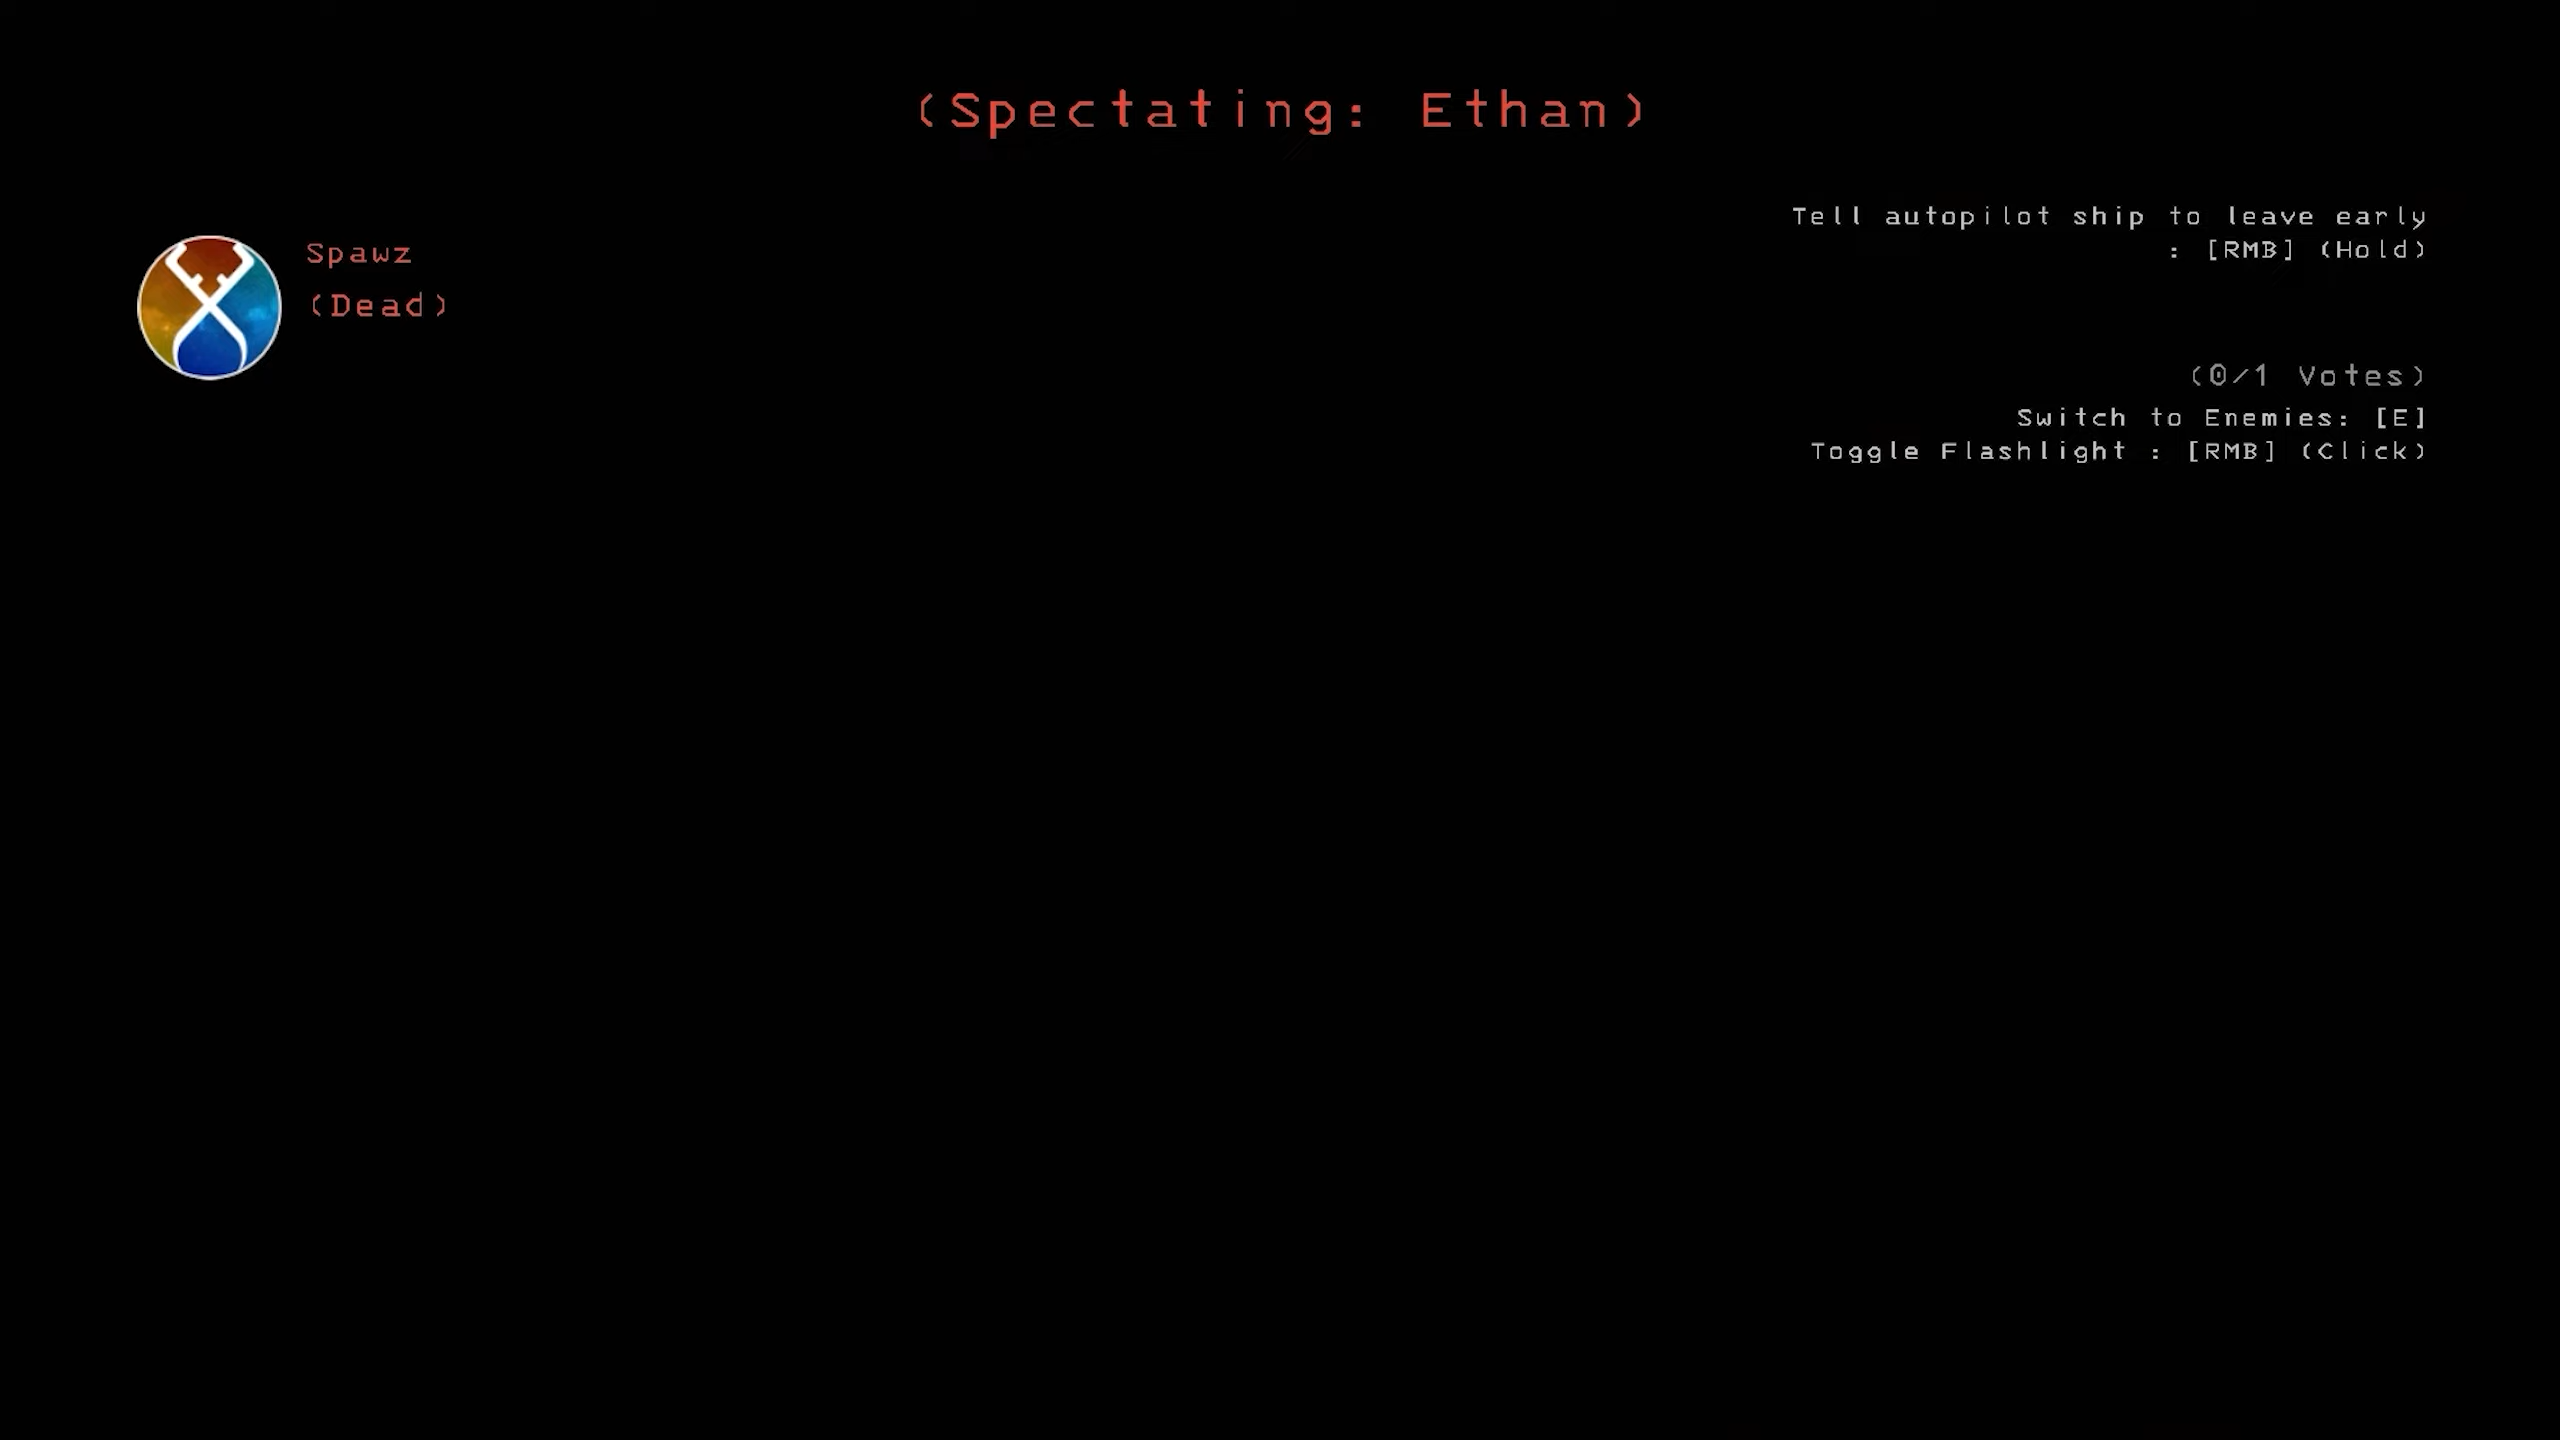 (Spectating: Ethan)
Spawz
(Dead)
Tell autopilot ship to leave early
: [RMB] (Hold)
(0/1 Votes)
Switch to Enemies: [E]
Toggle Flashlight : [RMB] (Click)